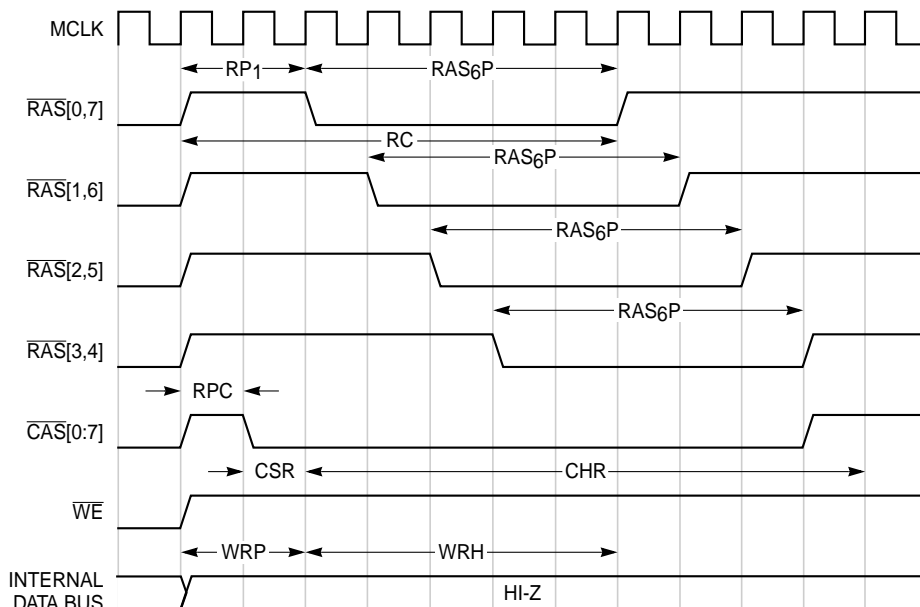 MCLK
RP1 RAS6P
RAS[0,7]
RC
RAS6P
RAS[1,6]
RAS6P
RAS[2,5]
RAS6P
RAS[3,4]
RPC
CAS[0:7]
CSR CHR
WE
WRP WRH
INTERNAL
DATA BUS
HI-Z